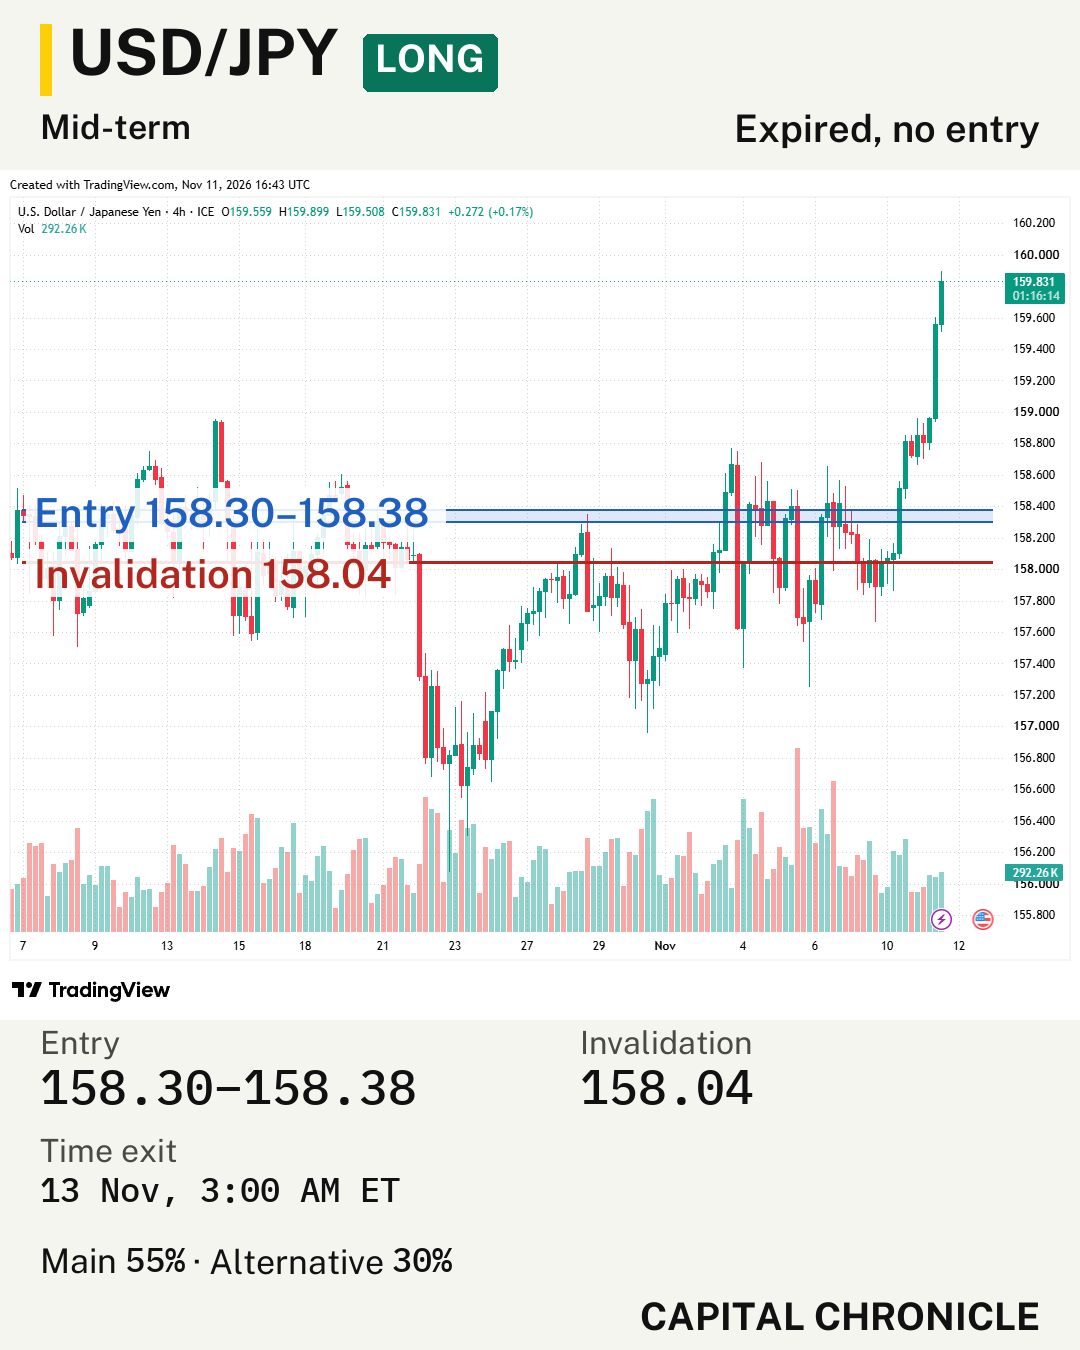 USD/JPY LONG
Mid-term
Expired, no entry
Created with TradingView.com, Nov 11, 2026 16:43 UTC
U.S. Dollar / Japanese Yen · 4h · ICE O159.559 H159.899 L159.508 C159.831 +0.272 (+0.17%)
Vol 292.26K
160.200
160.000
159.831
01:16:14
159.600
159.400
159.200
159.000
158.800
158.600
158.400
158.200
158.000
157.800
157.600
157.400
157.200
157.000
156.800
156.600
156.400
156.200
292.26K
156.000
155.800
Entry 158.30–158.38
Invalidation 158.04
7 9 13 15 18 21 23 27 29 Nov 4 6 10 12
TradingView
Entry
158.30–158.38
Invalidation
158.04
Time exit
13 Nov, 3:00 AM ET
Main 55% · Alternative 30%
CAPITAL CHRONICLE